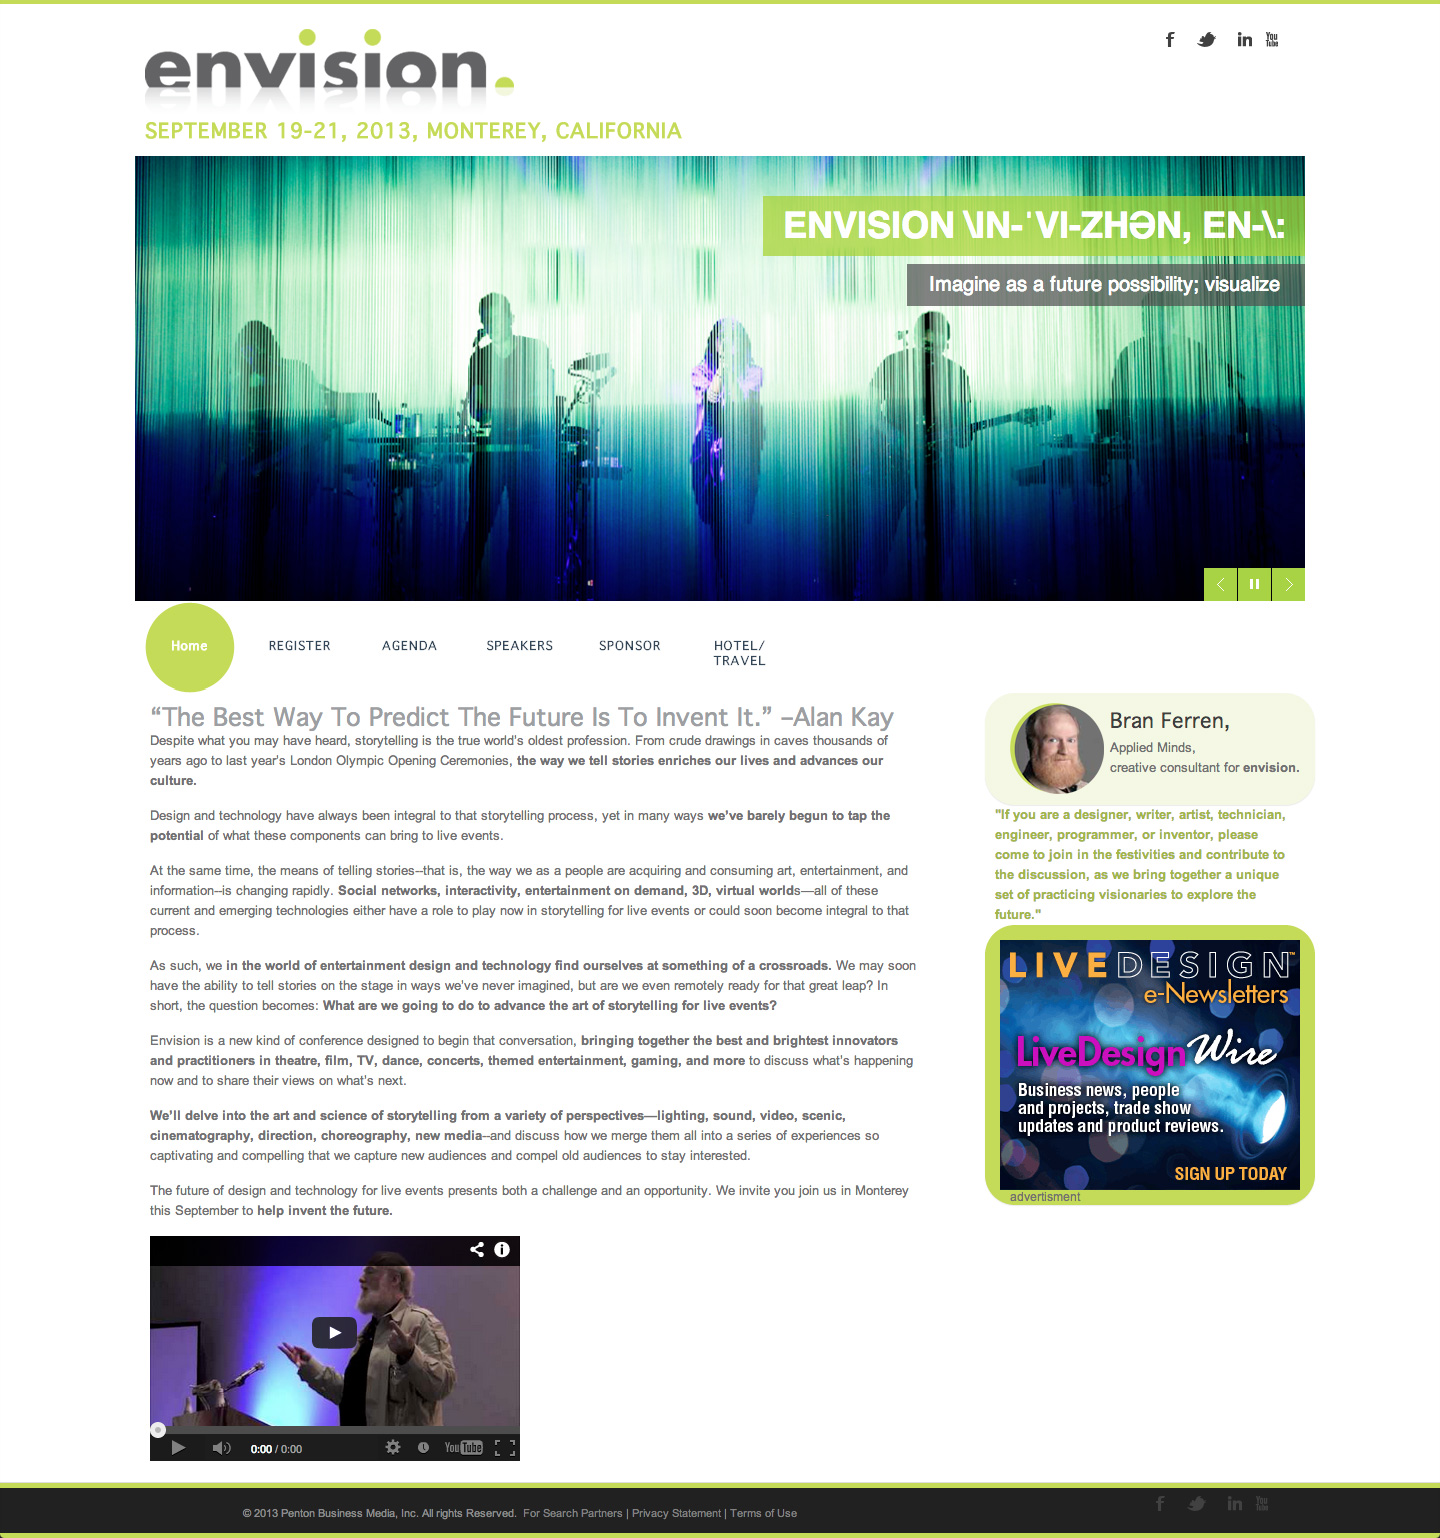 envision.
SEPTEMBER 19-21, 2013, MONTEREY, CALIFORNIA
ENVISION \IN-ˈVI-ZHƏN, EN-\:
Imagine as a future possibility; visualize
Home
REGISTER
AGENDA
SPEAKERS
SPONSOR
HOTEL/
TRAVEL
“The Best Way To Predict The Future Is To Invent It.” –Alan Kay
Despite what you may have heard, storytelling is the true world’s oldest profession. From crude drawings in caves thousands of
years ago to last year’s London Olympic Opening Ceremonies, the way we tell stories enriches our lives and advances our
culture.
Design and technology have always been integral to that storytelling process, yet in many ways we’ve barely begun to tap the
potential of what these components can bring to live events.
At the same time, the means of telling stories--that is, the way we as a people are acquiring and consuming art, entertainment, and
information--is changing rapidly. Social networks, interactivity, entertainment on demand, 3D, virtual worlds—all of these
current and emerging technologies either have a role to play now in storytelling for live events or could soon become integral to that
process.
As such, we in the world of entertainment design and technology find ourselves at something of a crossroads. We may soon
have the ability to tell stories on the stage in ways we’ve never imagined, but are we even remotely ready for that great leap? In
short, the question becomes: What are we going to do to advance the art of storytelling for live events?
Envision is a new kind of conference designed to begin that conversation, bringing together the best and brightest innovators
and practitioners in theatre, film, TV, dance, concerts, themed entertainment, gaming, and more to discuss what’s happening
now and to share their views on what’s next.
We’ll delve into the art and science of storytelling from a variety of perspectives—lighting, sound, video, scenic,
cinematography, direction, choreography, new media--and discuss how we merge them all into a series of experiences so
captivating and compelling that we capture new audiences and compel old audiences to stay interested.
The future of design and technology for live events presents both a challenge and an opportunity. We invite you join us in Monterey
this September to help invent the future.
0:00 / 0:00
YouTube
Bran Ferren,
Applied Minds,
creative consultant for envision.
"If you are a designer, writer, artist, technician,
engineer, programmer, or inventor, please
come to join in the festivities and contribute to
the discussion, as we bring together a unique
set of practicing visionaries to explore the
future."
LIVEDESIGN™
e-Newsletters
LiveDesign Wire
Business news, people
and projects, trade show
updates and product reviews.
SIGN UP TODAY
advertisment
© 2013 Penton Business Media, Inc. All rights Reserved. For Search Partners | Privacy Statement | Terms of Use